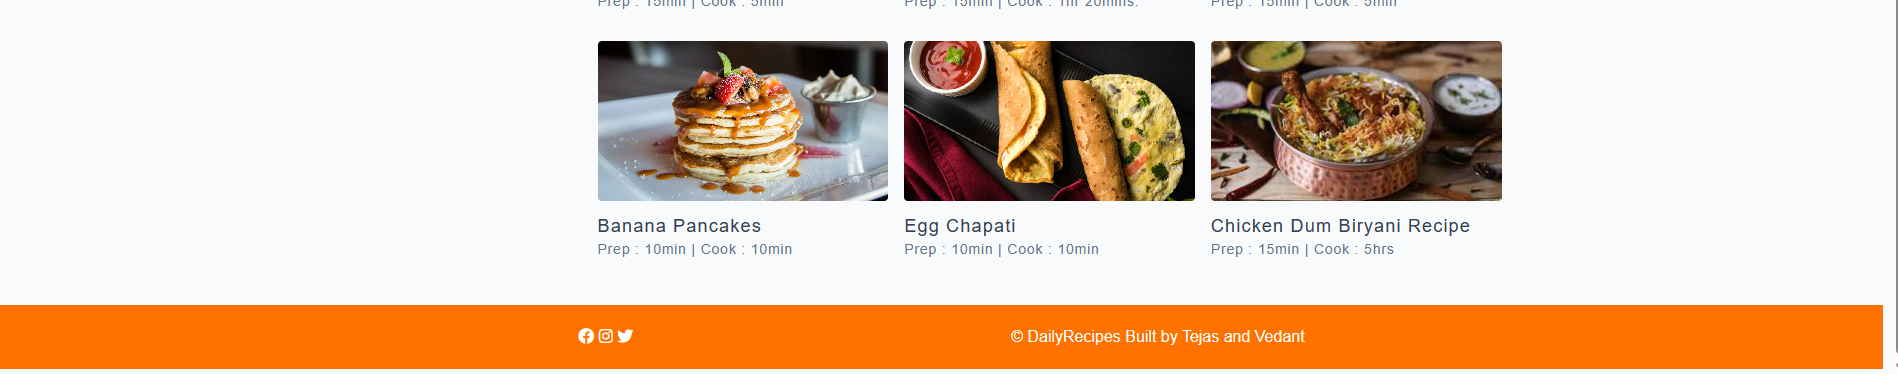 Prep : 15min | Cook : 5min
Prep : 15min | Cook : 1hr 20mins.
Prep : 15min | Cook : 5min
Banana Pancakes
Prep : 10min | Cook : 10min
Egg Chapati
Prep : 10min | Cook : 10min
Chicken Dum Biryani Recipe
Prep : 15min | Cook : 5hrs
© DailyRecipes Built by Tejas and Vedant